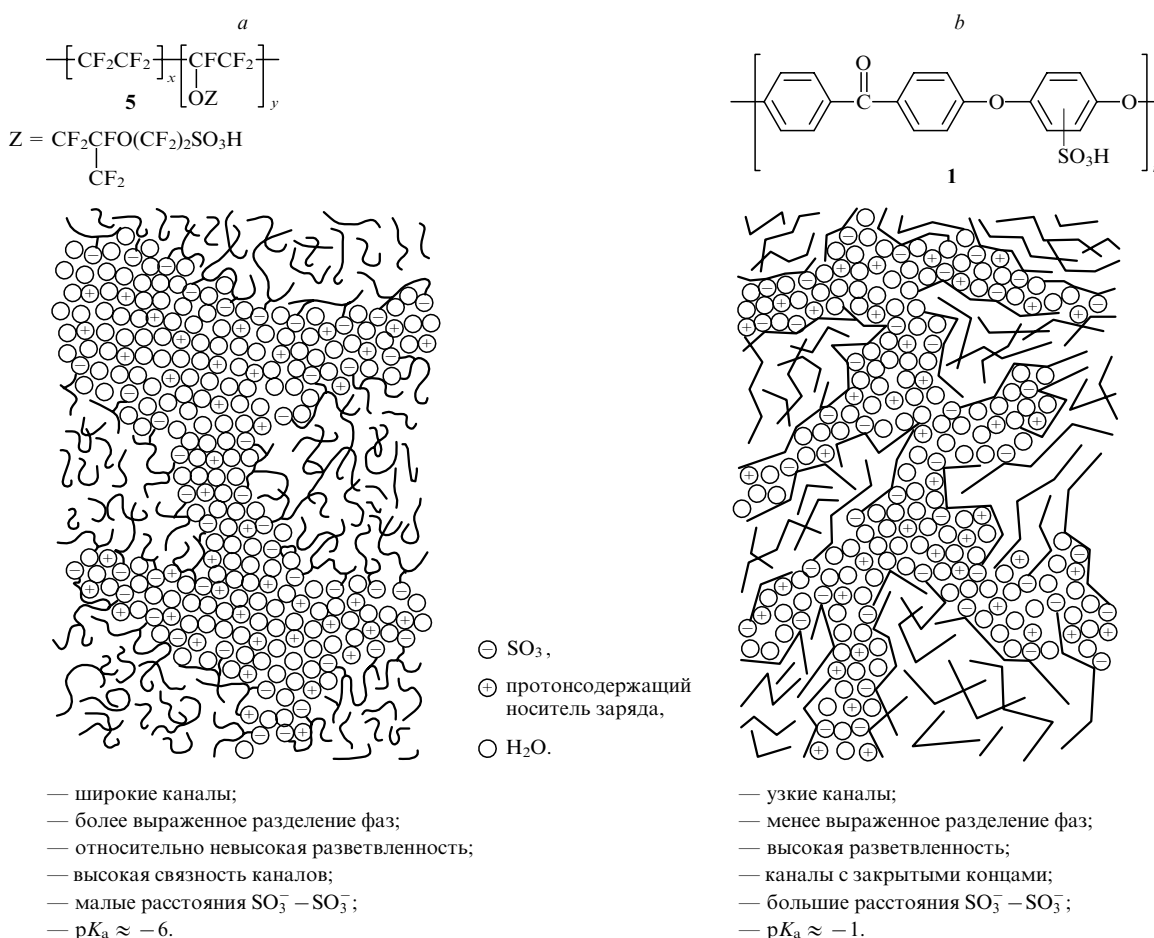 a
CF₂CF₂ x CFCF₂ y
OZ
5
Z = CF₂CFO(CF₂)₂SO₃H
CF₂
b
O
C O O
SO₃H
1
⊖ SO₃,
⊕ протонсодержащий
носитель заряда,
○ H₂O.
— широкие каналы;
— более выраженное разделение фаз;
— относительно невысокая разветвленность;
— высокая связность каналов;
— малые расстояния SO₃⁻ – SO₃⁻;
— pKₐ ≈ −6.
— узкие каналы;
— менее выраженное разделение фаз;
— высокая разветвленность;
— каналы с закрытыми концами;
— большие расстояния SO₃⁻ – SO₃⁻;
— pKₐ ≈ −1.